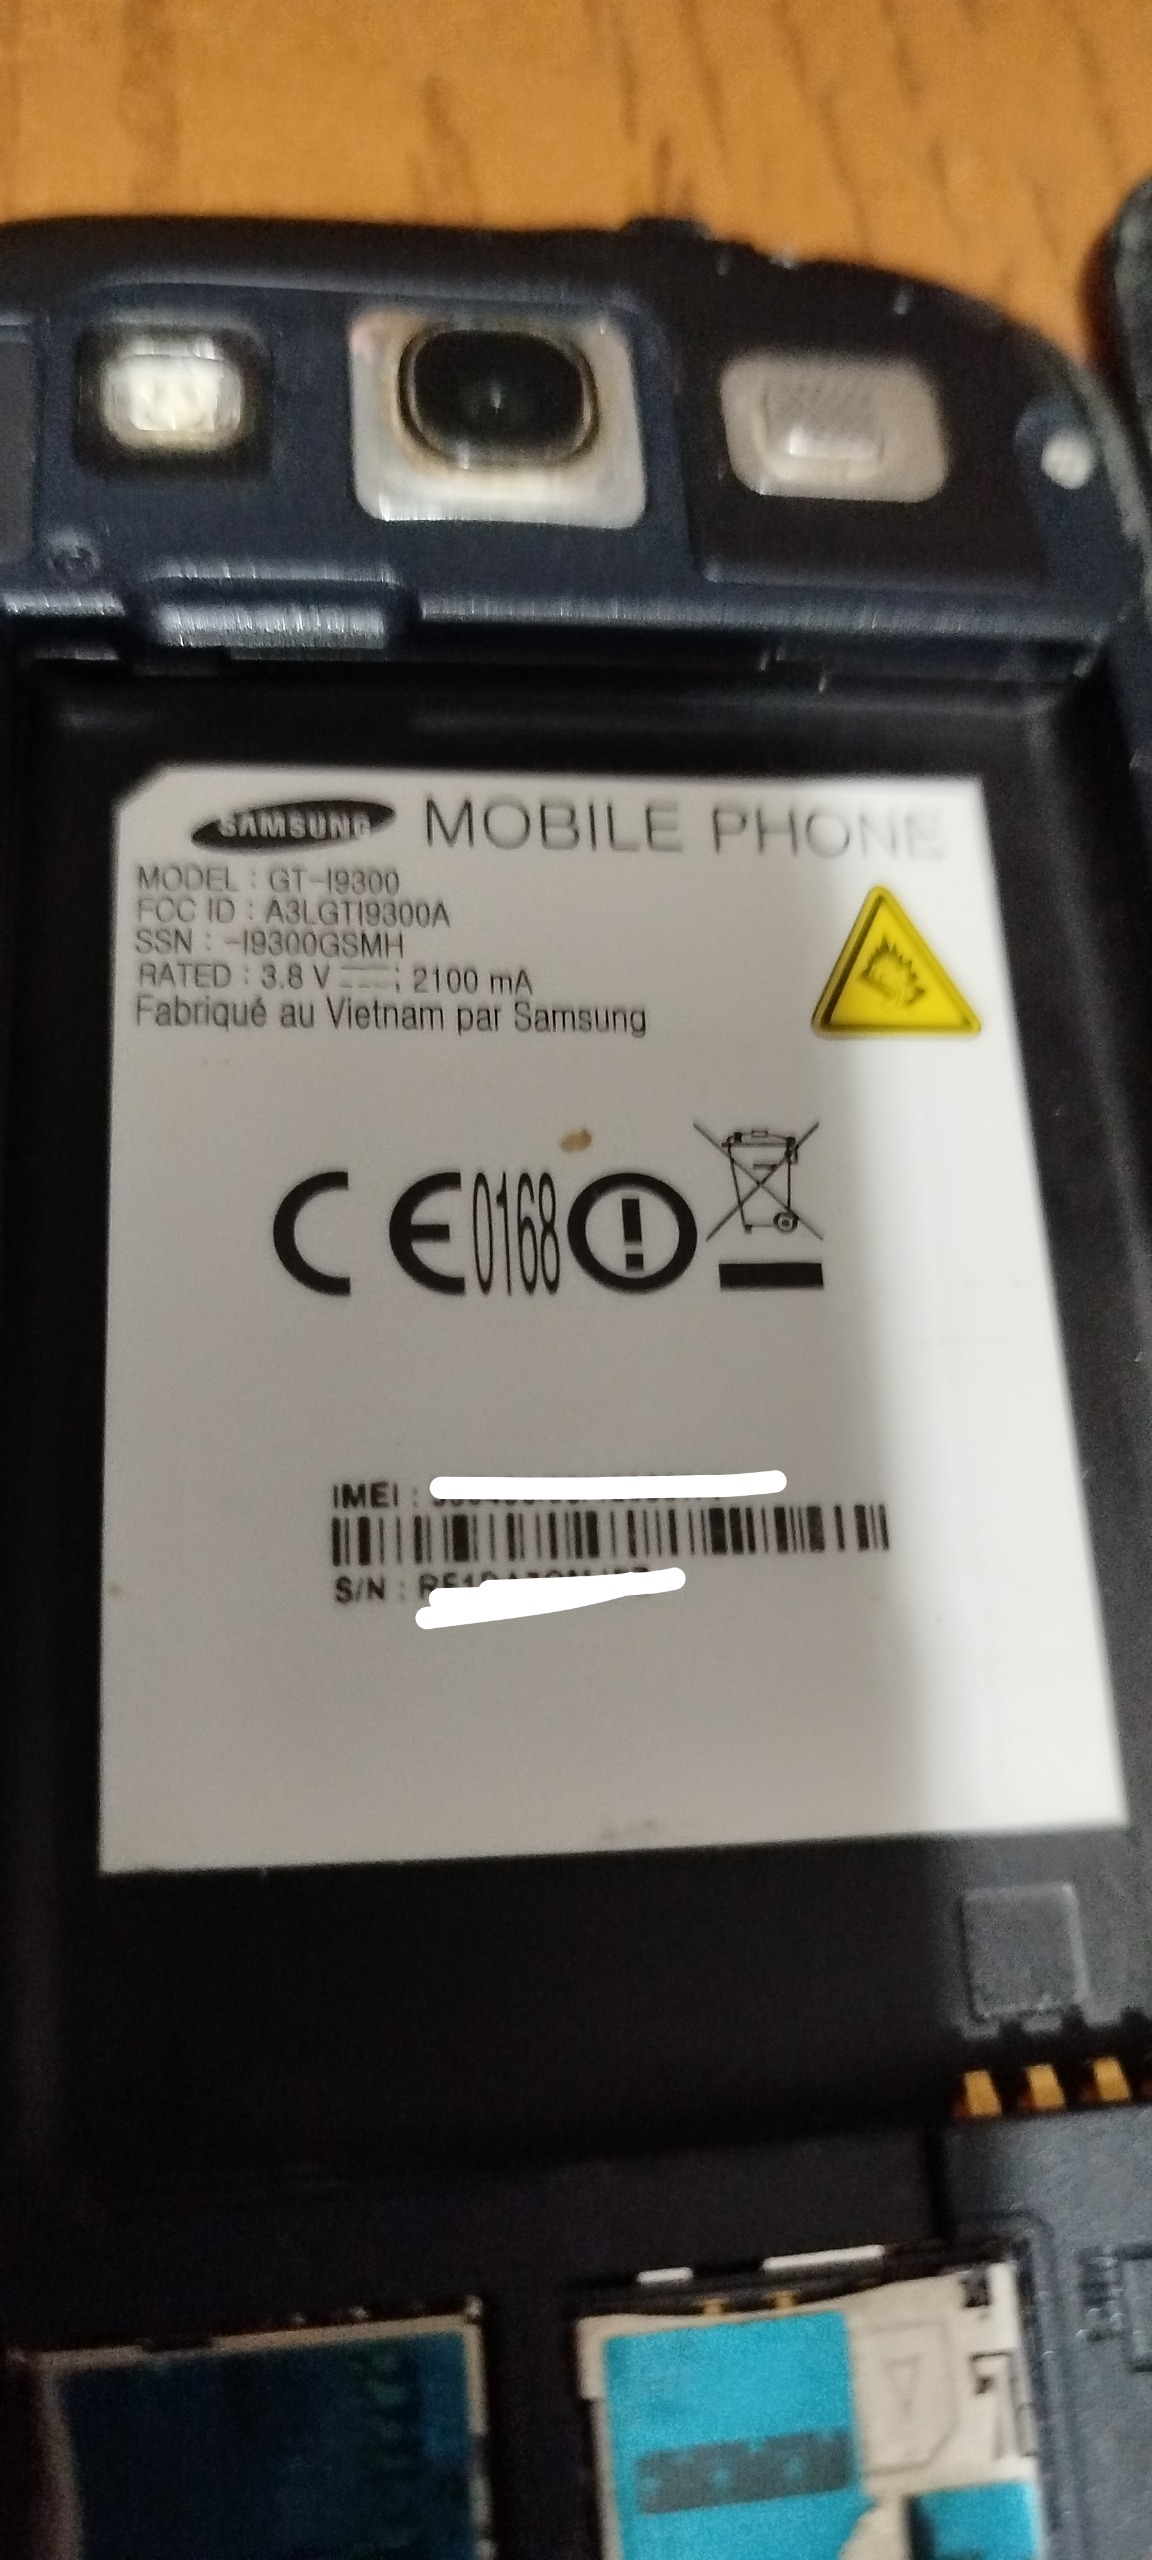 SAMSUNG MOBILE PHONE
MODEL : GT-I9300
FCC ID : A3LGTI9300A
SSN : -I9300GSMH
RATED : 3.8 V ⎓; 2100 mA
Fabriqué au Vietnam par Samsung
CE0168
IMEI :
S/N :